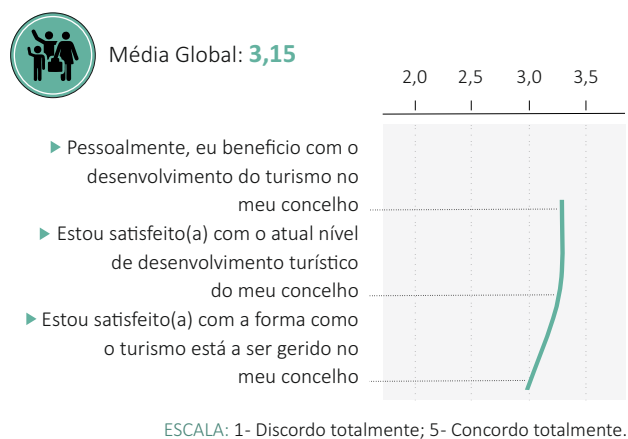 Média Global: 3,15
2,0 2,5 3,0 3,5
Pessoalmente, eu beneficio com o
desenvolvimento do turismo no
meu concelho
Estou satisfeito(a) com o atual nível
de desenvolvimento turístico
do meu concelho
Estou satisfeito(a) com a forma como
o turismo está a ser gerido no
meu concelho
ESCALA: 1- Discordo totalmente; 5- Concordo totalmente.